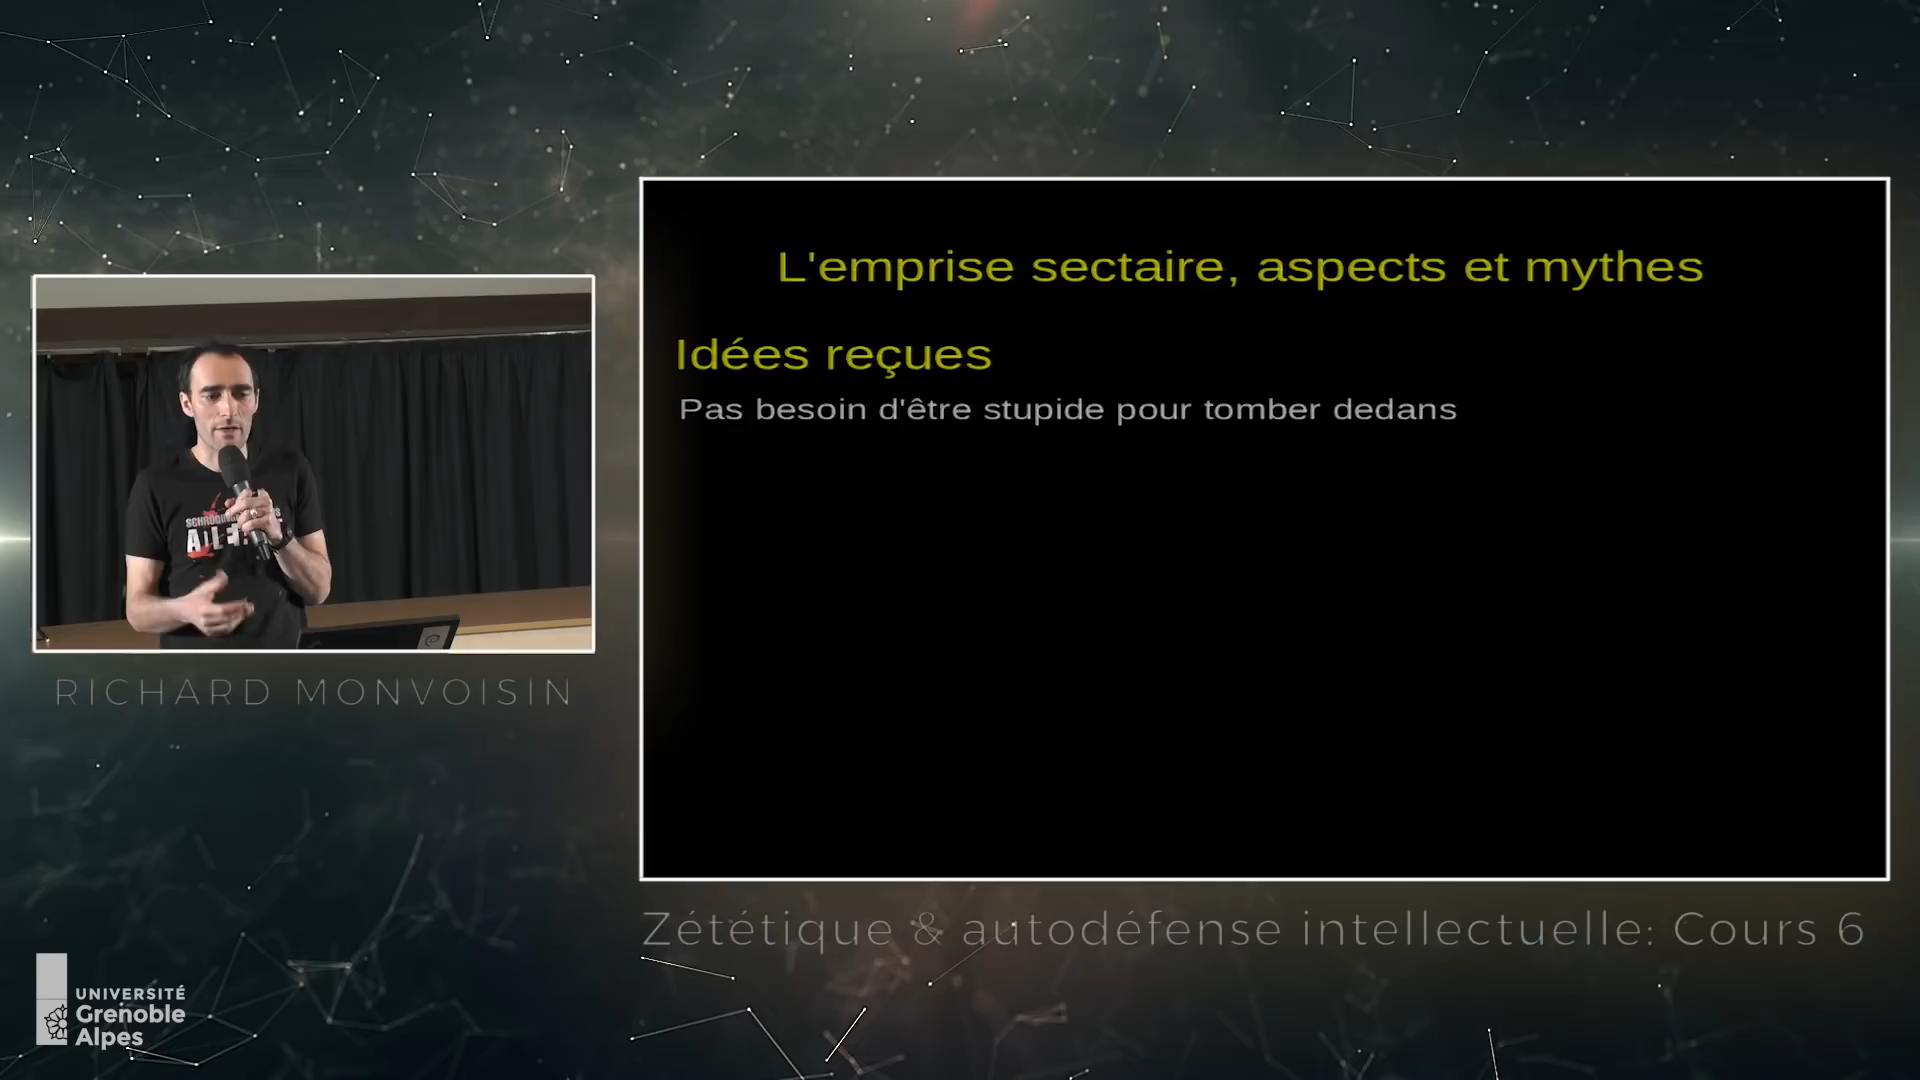 L'emprise sectaire, aspects et mythes
Idées reçues
Pas besoin d'être stupide pour tomber dedans
RICHARD MONVOISIN
Zététique & autodéfense intellectuelle: Cours 6
UNIVERSITÉ
Grenoble
Alpes